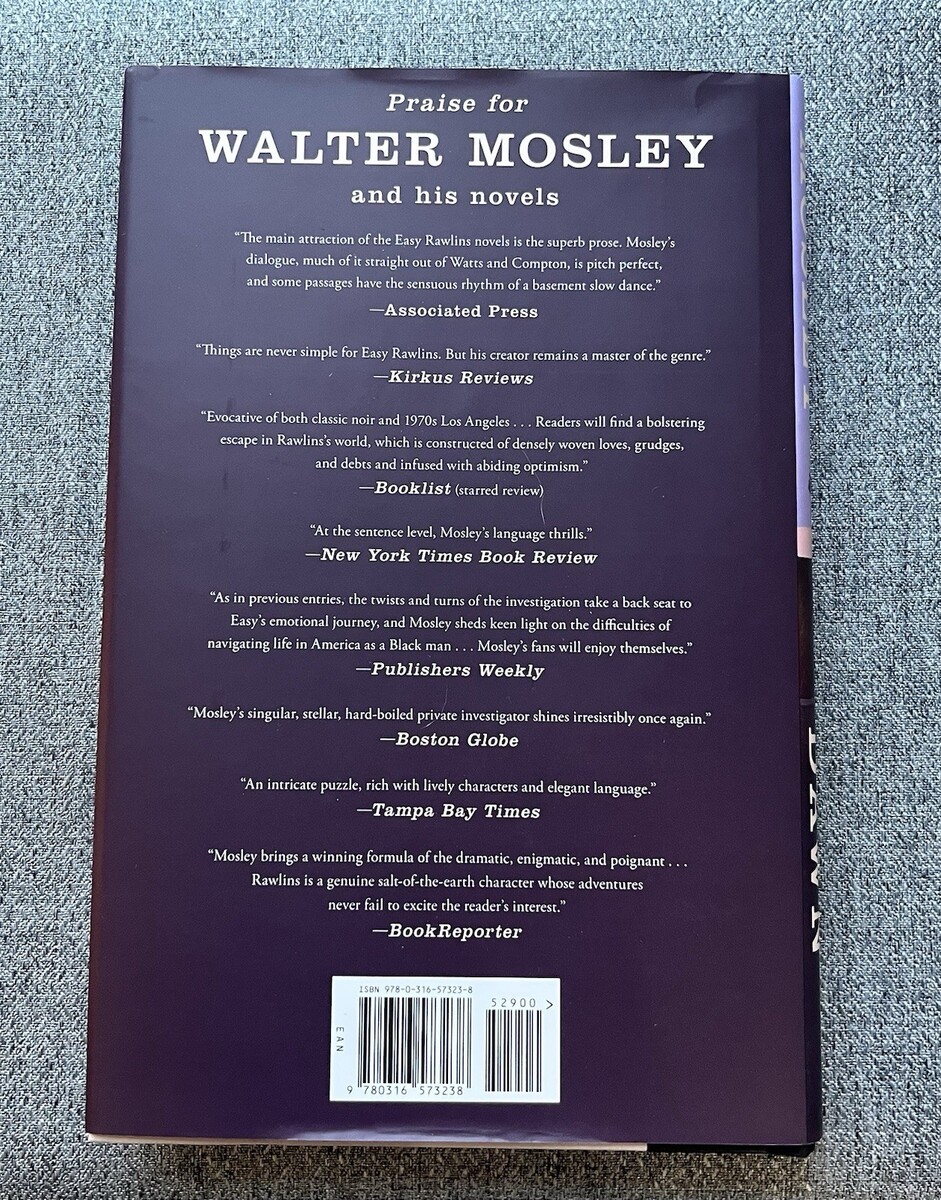 Praise for
WALTER MOSLEY
and his novels
“The main attraction of the Easy Rawlins novels is the superb prose. Mosley’s
dialogue, much of it straight out of Watts and Compton, is pitch perfect,
and some passages have the sensuous rhythm of a basement slow dance.”
—Associated Press
“Things are never simple for Easy Rawlins. But his creator remains a master of the genre.”
—Kirkus Reviews
“Evocative of both classic noir and 1970s Los Angeles . . . Readers will find a bolstering
escape in Rawlins’s world, which is constructed of densely woven loves, grudges,
and debts and infused with abiding optimism.”
—Booklist (starred review)
“At the sentence level, Mosley’s language thrills.”
—New York Times Book Review
“As in previous entries, the twists and turns of the investigation take a back seat to
Easy’s emotional journey, and Mosley sheds keen light on the difficulties of
navigating life in America as a Black man . . . Mosley’s fans will enjoy themselves.”
—Publishers Weekly
“Mosley’s singular, stellar, hard-boiled private investigator shines irresistibly once again.”
—Boston Globe
“An intricate puzzle, rich with lively characters and elegant language.”
—Tampa Bay Times
“Mosley brings a winning formula of the dramatic, enigmatic, and poignant . . .
Rawlins is a genuine salt-of-the-earth character whose adventures
never fail to excite the reader’s interest.”
—BookReporter
ISBN 978-0-316-57323-8
52900 >
EAN
9 780316 573238